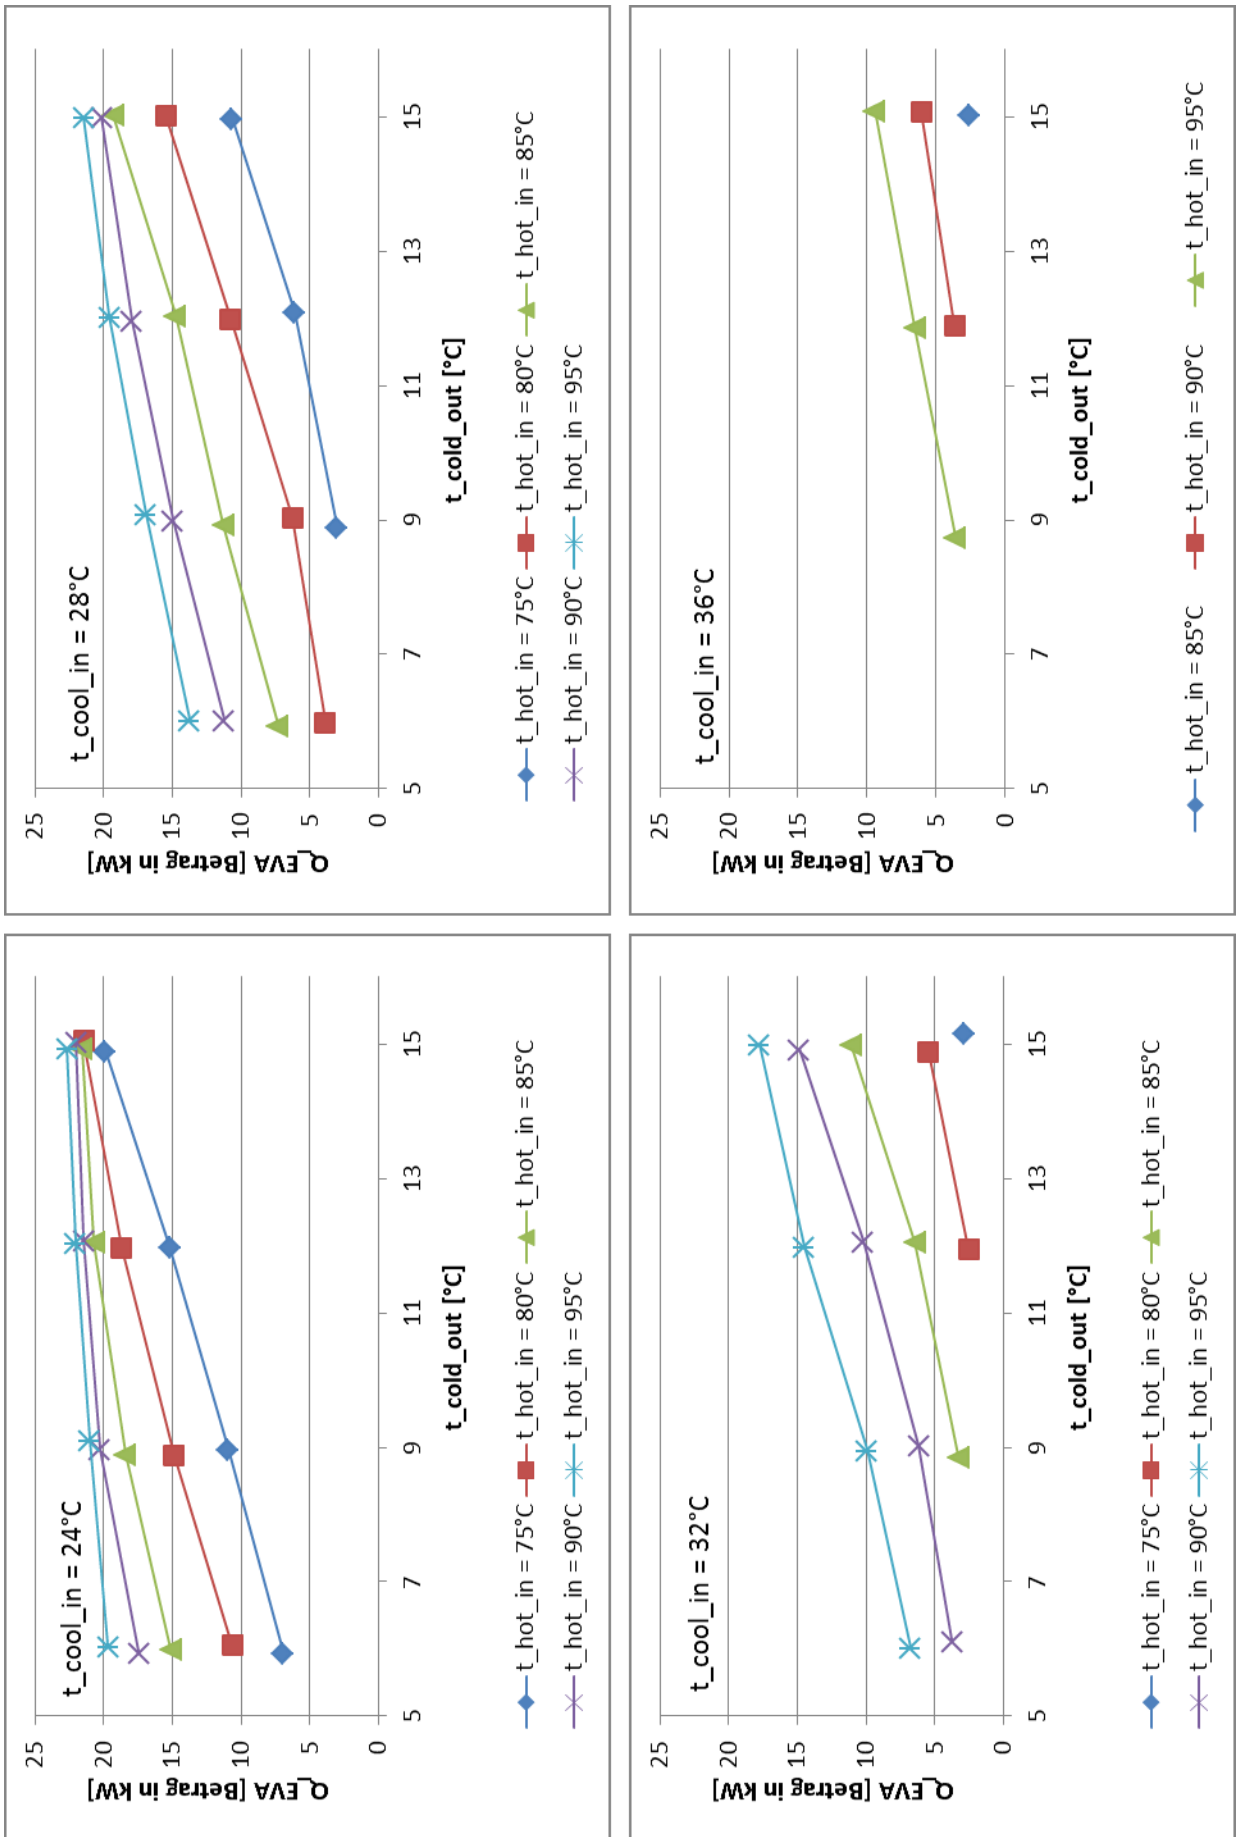 t_cool_in = 24°C
25
20
15
10
5
0
Q_EVA [Betrag in kW]
5 7 9 11 13 15
t_cold_out [°C]
t_hot_in = 75°C t_hot_in = 80°C t_hot_in = 85°C
t_hot_in = 90°C t_hot_in = 95°C
t_cool_in = 28°C
25
20
15
10
5
0
Q_EVA [Betrag in kW]
5 7 9 11 13 15
t_cold_out [°C]
t_hot_in = 75°C t_hot_in = 80°C t_hot_in = 85°C
t_hot_in = 90°C t_hot_in = 95°C
t_cool_in = 32°C
25
20
15
10
5
0
Q_EVA [Betrag in kW]
5 7 9 11 13 15
t_cold_out [°C]
t_hot_in = 75°C t_hot_in = 80°C t_hot_in = 85°C
t_hot_in = 90°C t_hot_in = 95°C
t_cool_in = 36°C
25
20
15
10
5
0
Q_EVA [Betrag in kW]
5 7 9 11 13 15
t_cold_out [°C]
t_hot_in = 85°C t_hot_in = 90°C t_hot_in = 95°C